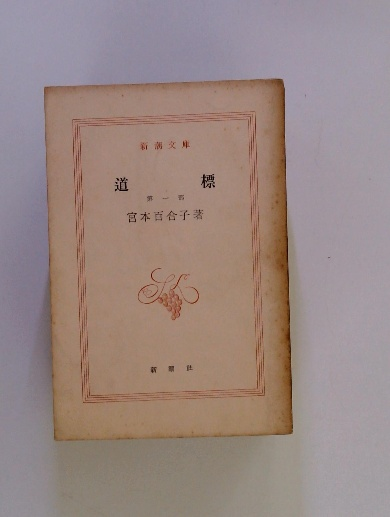 新潮文庫
道標
第一部
宮本百合子著
新潮社